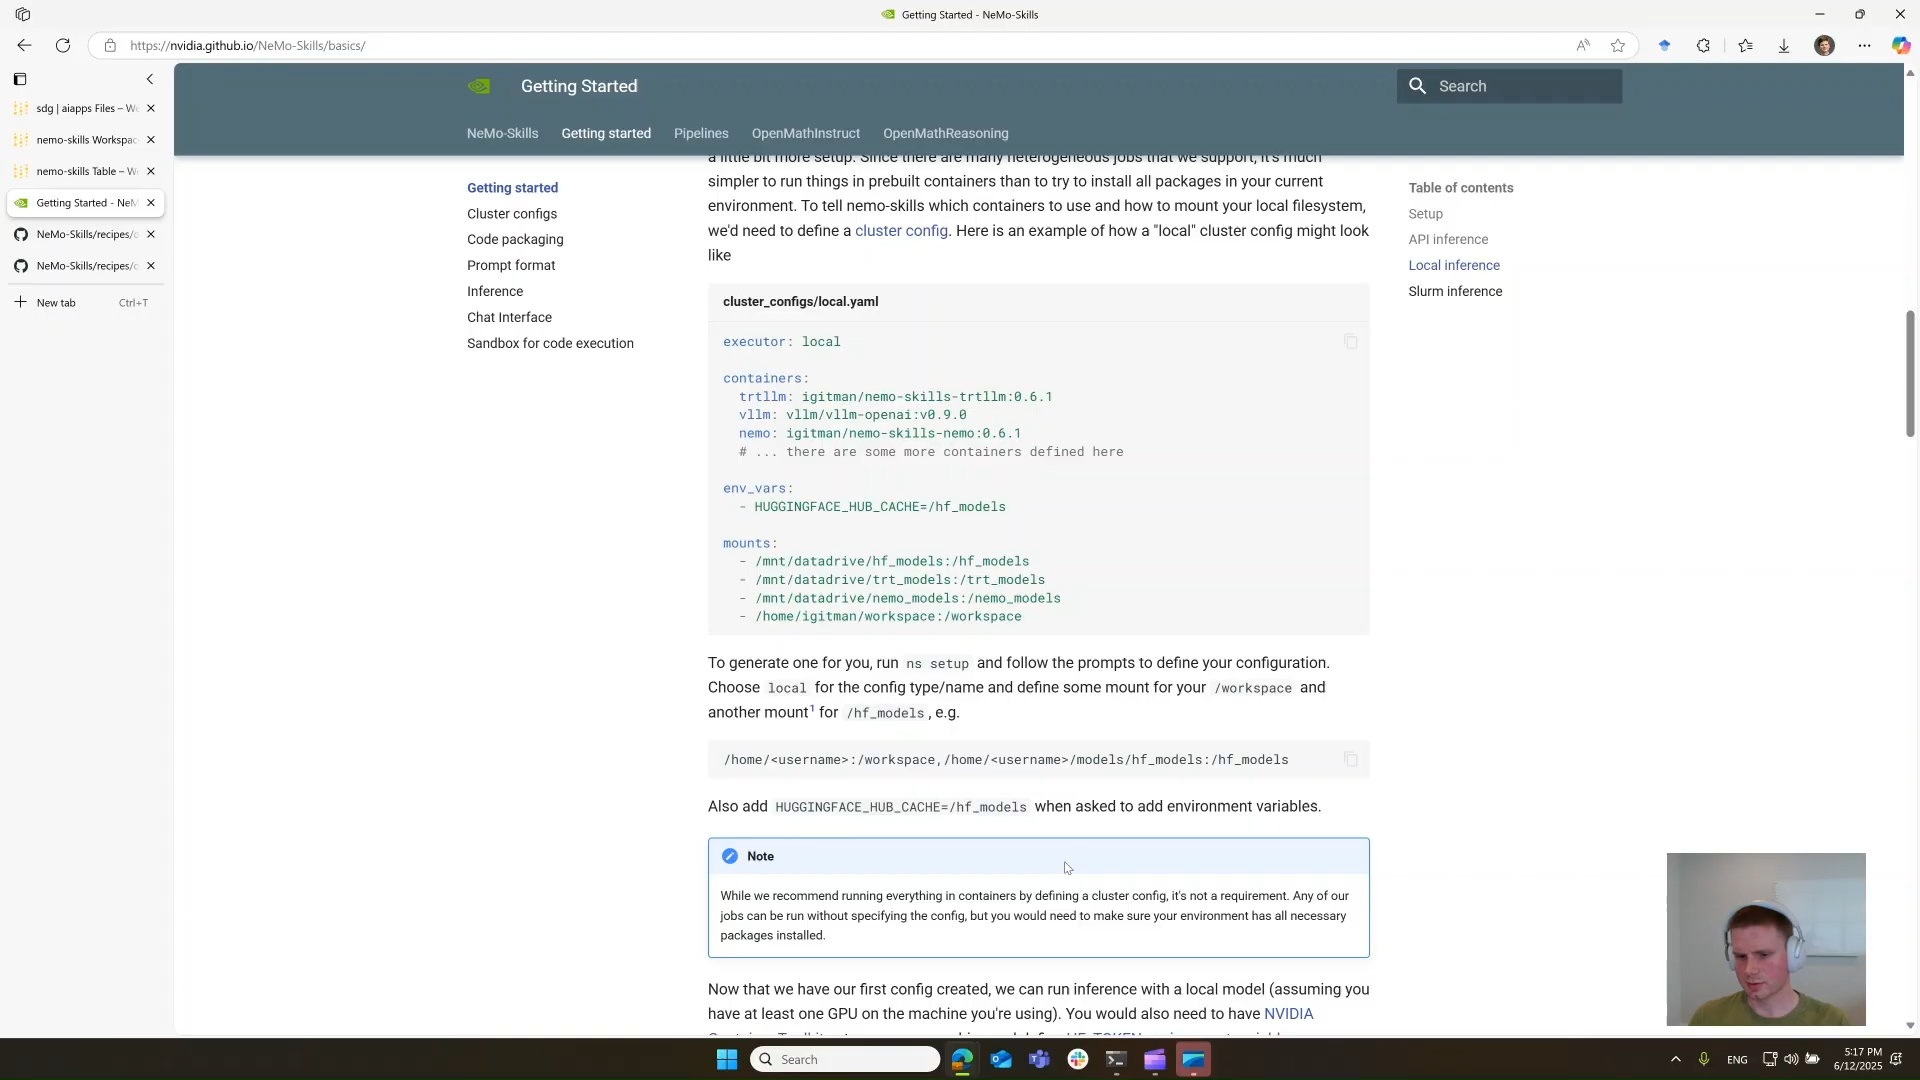 Getting Started - NeMo-Skills
https://nvidia.github.io/NeMo-Skills/basics/
sdg | aiapps Files – W
nemo-skills Workspac
nemo-skills Table – W
Getting Started - NeM
NeMo-Skills/recipes/o
NeMo-Skills/recipes/o
New tab Ctrl+T
Getting Started
Search
NeMo-Skills Getting started Pipelines OpenMathInstruct OpenMathReasoning
Getting started
Cluster configs
Code packaging
Prompt format
Inference
Chat Interface
Sandbox for code execution
a little bit more setup. Since there are many heterogeneous jobs that we support, it's much
simpler to run things in prebuilt containers than to try to install all packages in your current
environment. To tell nemo-skills which containers to use and how to mount your local filesystem,
we'd need to define a cluster config. Here is an example of how a "local" cluster config might look
like
cluster_configs/local.yaml
executor: local
containers:
trtllm: igitman/nemo-skills-trtllm:0.6.1
vllm: vllm/vllm-openai:v0.9.0
nemo: igitman/nemo-skills-nemo:0.6.1
# ... there are some more containers defined here
env_vars:
- HUGGINGFACE_HUB_CACHE=/hf_models
mounts:
- /mnt/datadrive/hf_models:/hf_models
- /mnt/datadrive/trt_models:/trt_models
- /mnt/datadrive/nemo_models:/nemo_models
- /home/igitman/workspace:/workspace
To generate one for you, run ns setup and follow the prompts to define your configuration.
Choose local for the config type/name and define some mount for your /workspace and
another mount¹ for /hf_models, e.g.
/home/<username>:/workspace,/home/<username>/models/hf_models:/hf_models
Also add HUGGINGFACE_HUB_CACHE=/hf_models when asked to add environment variables.
Note
While we recommend running everything in containers by defining a cluster config, it's not a requirement. Any of our
jobs can be run without specifying the config, but you would need to make sure your environment has all necessary
packages installed.
Now that we have our first config created, we can run inference with a local model (assuming you
have at least one GPU on the machine you're using). You would also need to have NVIDIA
Table of contents
Setup
API inference
Local inference
Slurm inference
Search
ENG
5:17 PM
6/12/2025